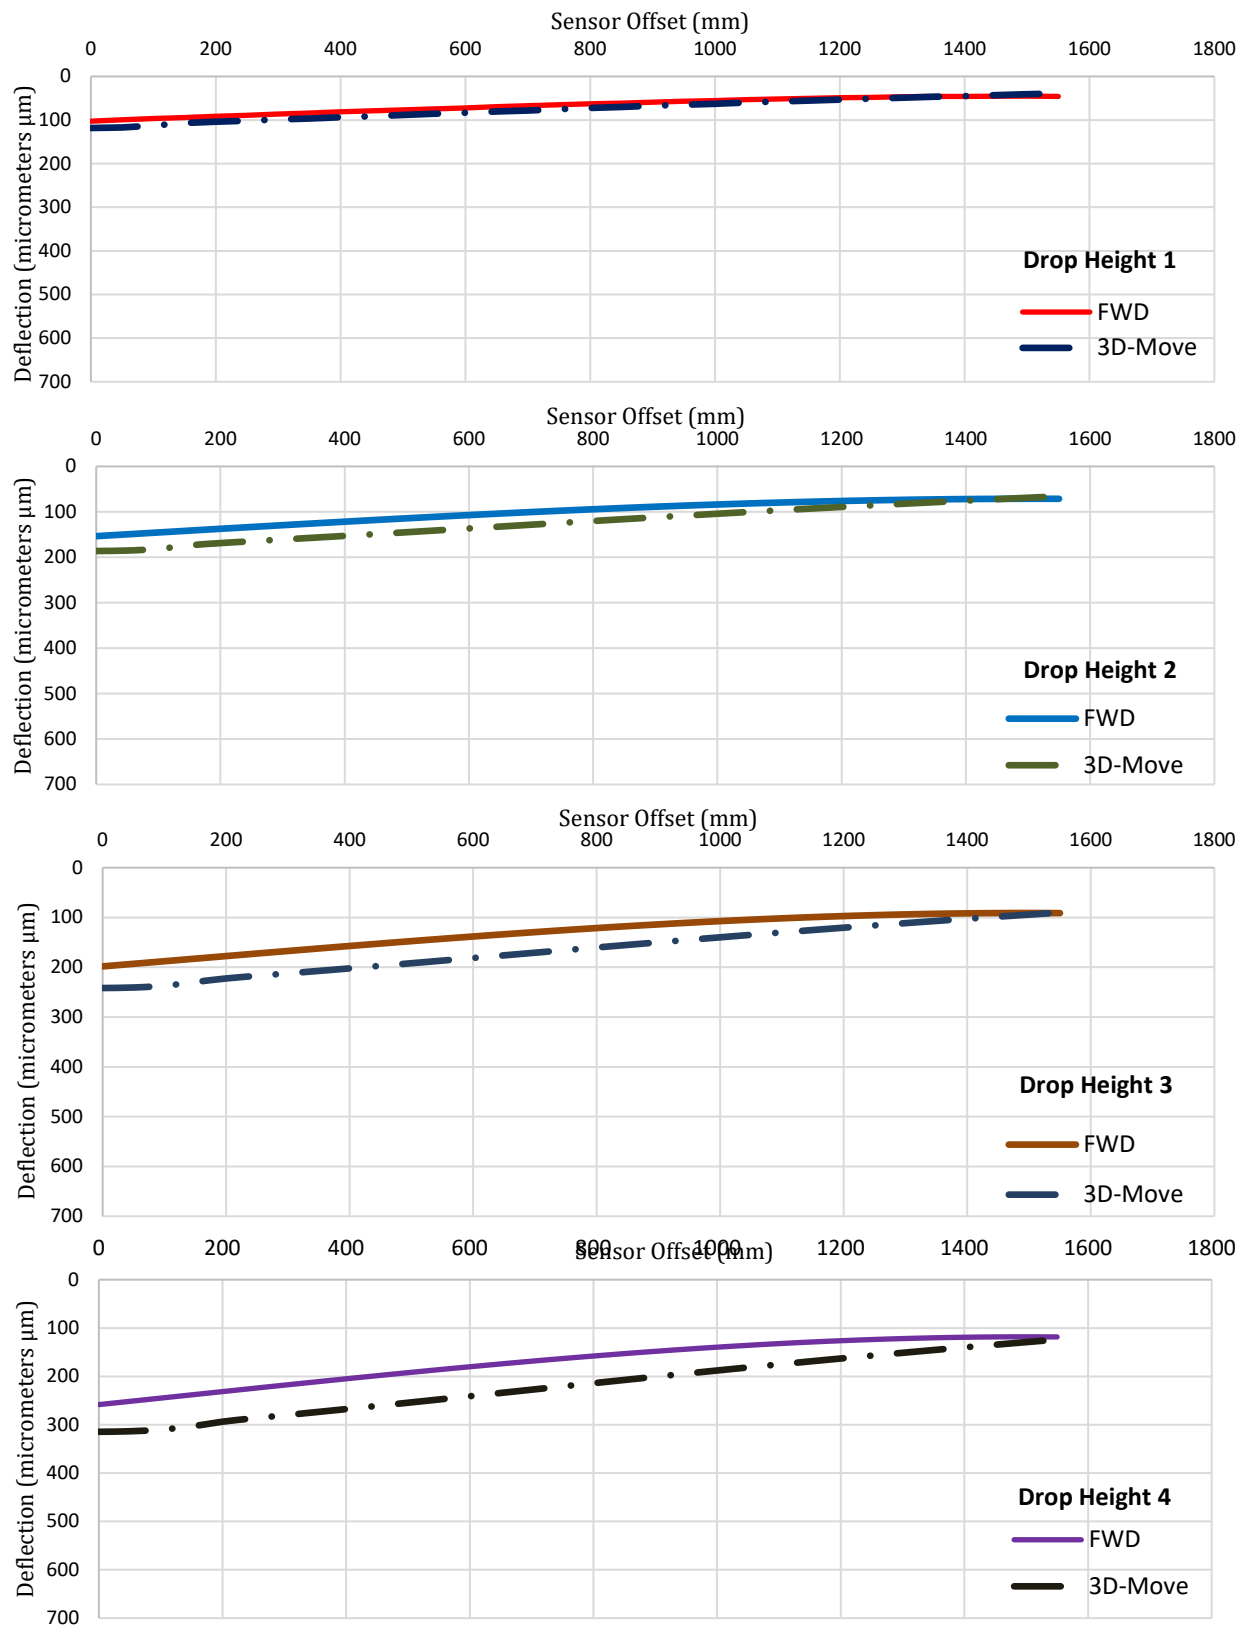 Sensor Offset (mm)
0 200 400 600 800 1000 1200 1400 1600 1800
Deflection (micrometers µm)
0
100
200
300
400
500
600
700
Drop Height 1
FWD
3D-Move
Sensor Offset (mm)
0 200 400 600 800 1000 1200 1400 1600 1800
Deflection (micrometers µm)
0
100
200
300
400
500
600
700
Drop Height 2
FWD
3D-Move
Sensor Offset (mm)
0 200 400 600 800 1000 1200 1400 1600 1800
Deflection (micrometers µm)
0
100
200
300
400
500
600
700
Drop Height 3
FWD
3D-Move
0 200 400 600 800 1000 1200 1400 1600 1800
Sensor Offset (mm)
Deflection (micrometers µm)
0
100
200
300
400
500
600
700
Drop Height 4
FWD
3D-Move